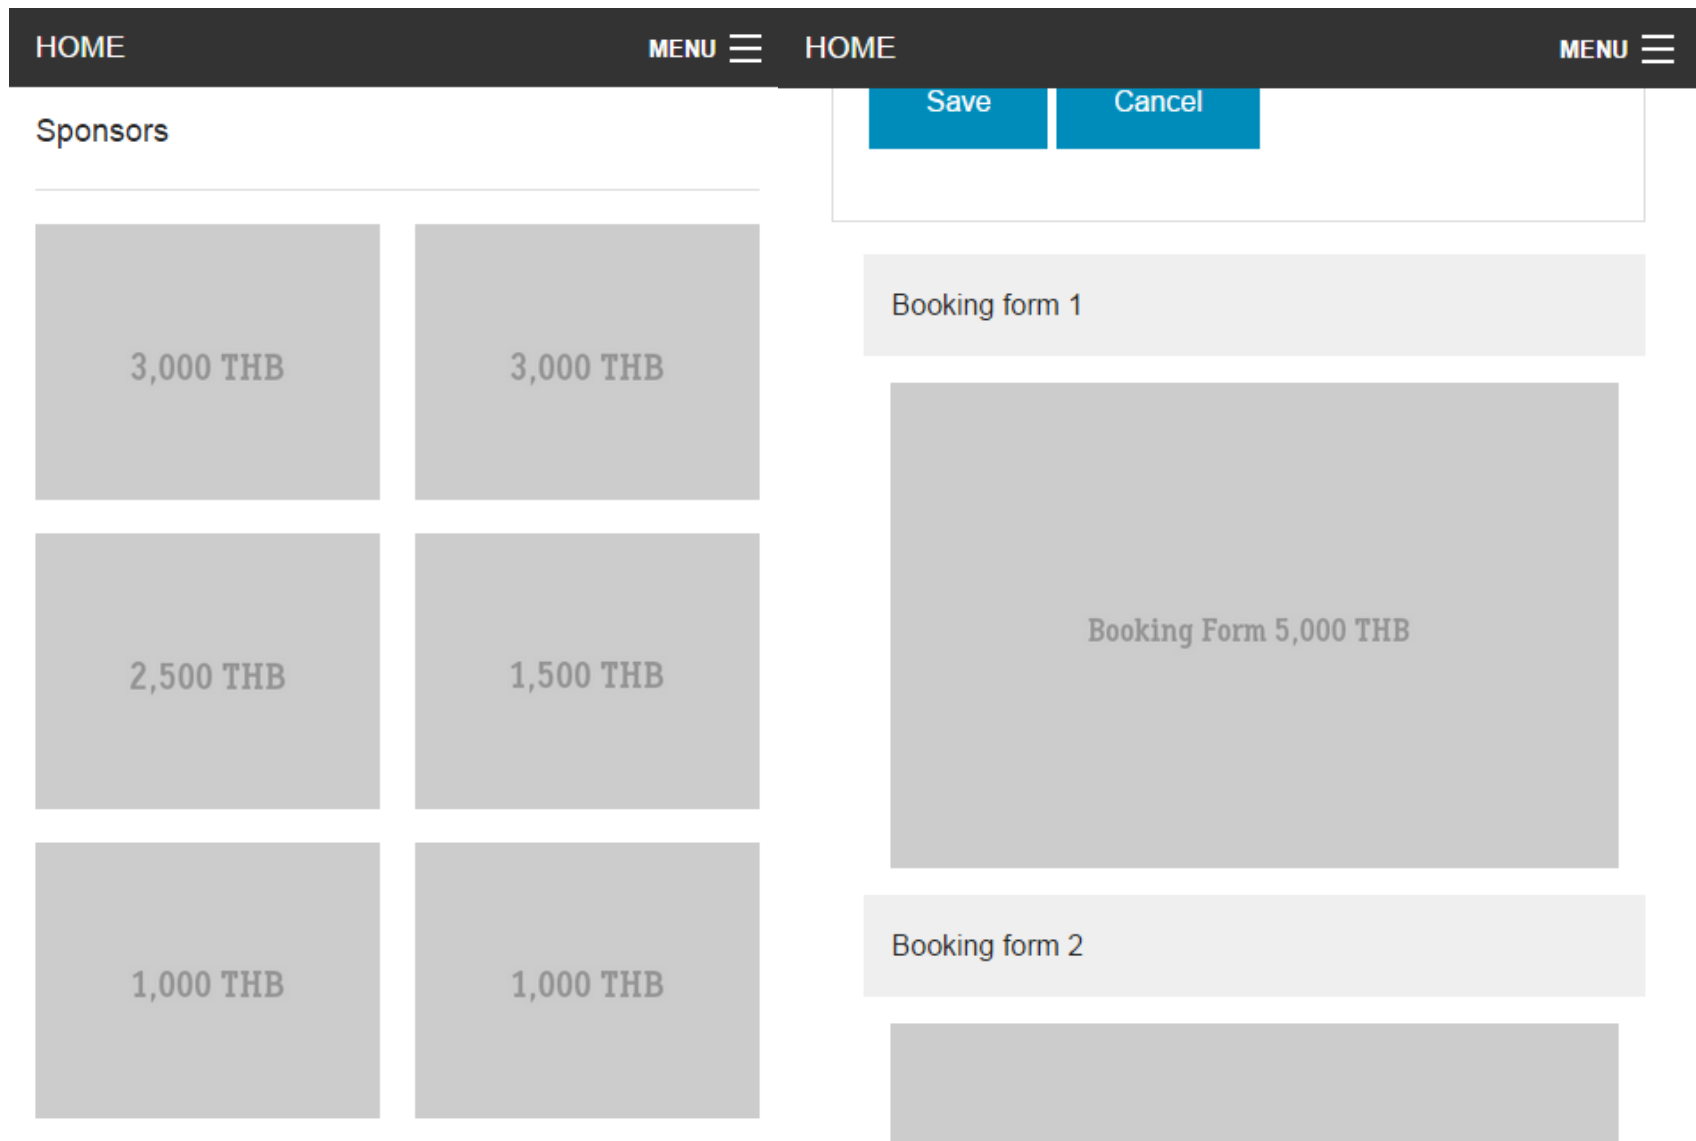 HOME
MENU
Sponsors
3,000 THB
3,000 THB
2,500 THB
1,500 THB
1,000 THB
1,000 THB
HOME
MENU
Save
Cancel
Booking form 1
Booking Form 5,000 THB
Booking form 2